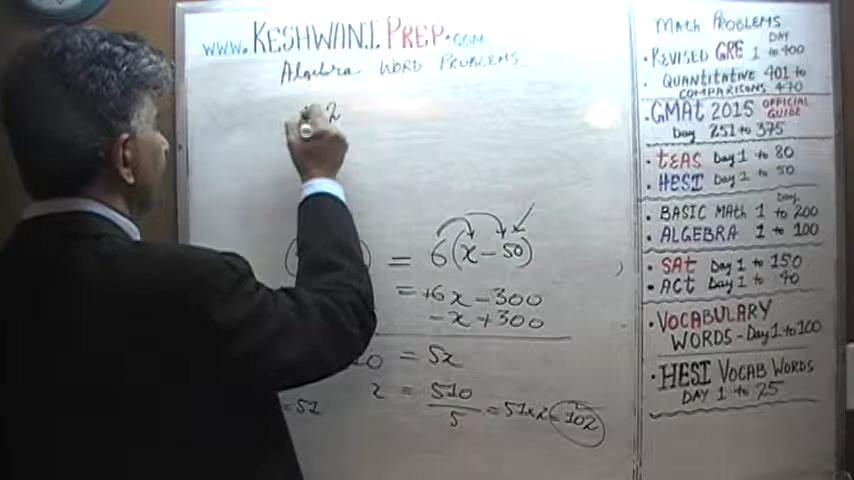 www.KESHWANI PREP.com
Algebra WORD PROBLEMS
2
= 6(x - 50)
= +6x - 300
- x + 300
10 = 5x
x = 510/5 = 51x2 = 102
= 51
Math PROBLEMS
DAY
• REVISED GRE 1 to 400
• QUANTITATIVE 401 to
COMPARISONS 470
• GMAt 2015 OFFICIAL GUIDE
Day 251 to 375
• tEAS Day 1 to 80
• HESI Day 1 to 50
Day
• BASIC MAth 1 to 200
• ALGEBRA 1 to 100
• SAt Day 1 to 150
• ACt Day 1 to 40
• VOCABULARY
WORDS - Day 1 to 100
• HESI VOCAB WORDS
DAY 1 to 25